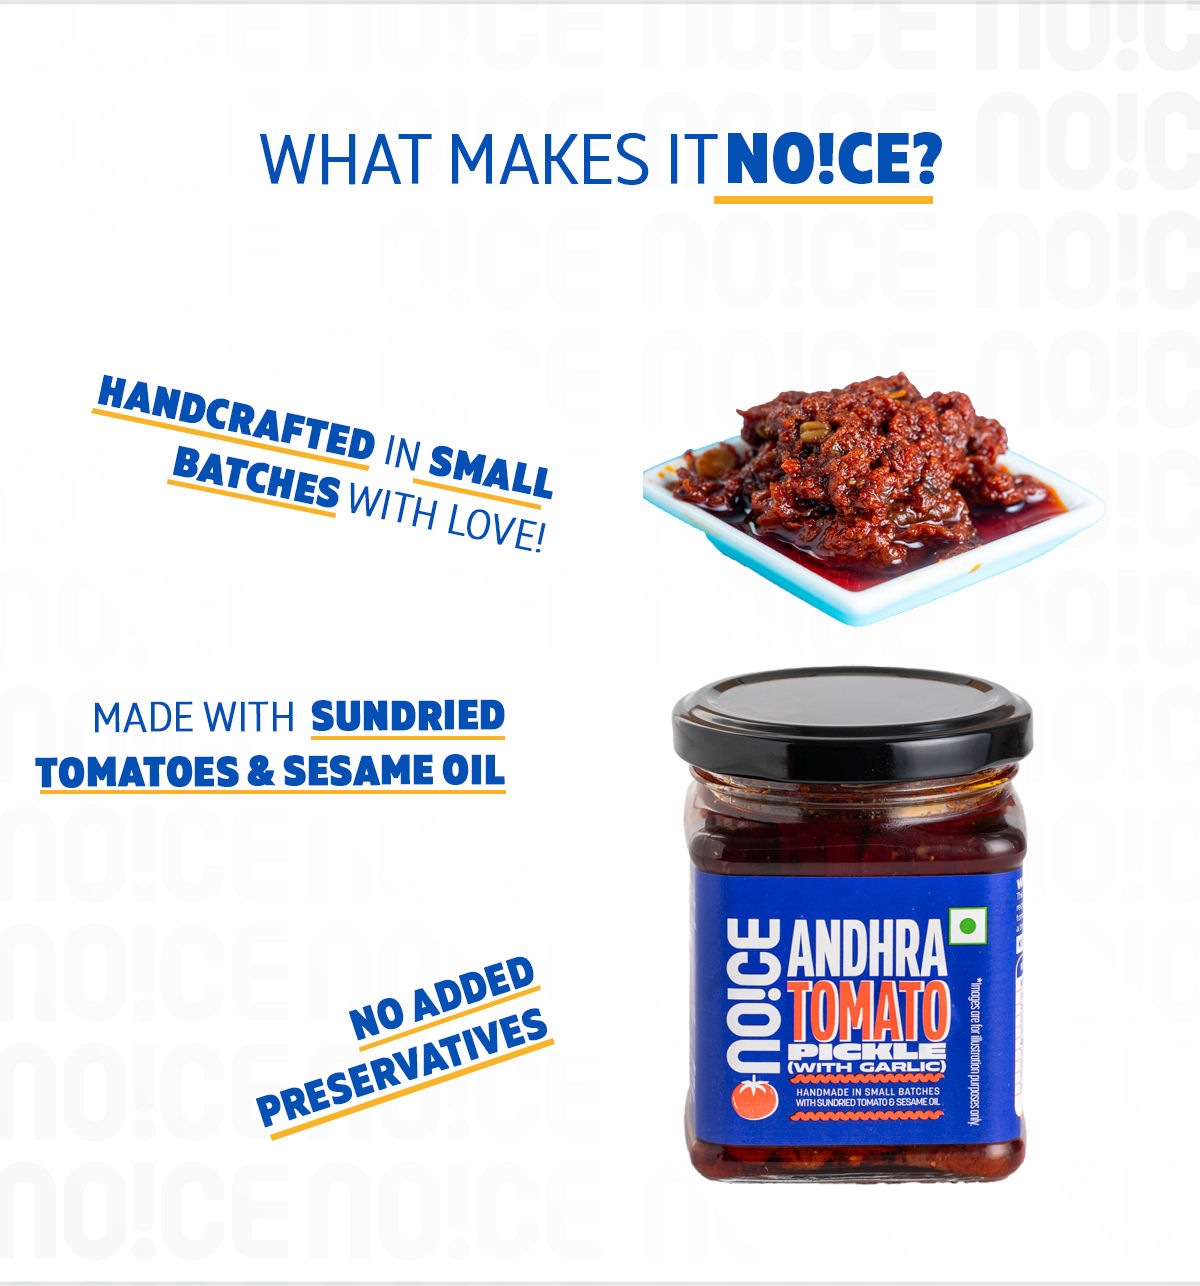 WHAT MAKES IT NO!CE?
HANDCRAFTED IN SMALL
BATCHES WITH LOVE!
MADE WITH SUNDRIED
TOMATOES & SESAME OIL
NO ADDED
PRESERVATIVES
NO!CE
ANDHRA
TOMATO
PICKLE
(WITH GARLIC)
HANDMADE IN SMALL BATCHES
WITH SUNDRIED TOMATO & SESAME OIL
*Images are for illustration purposes only.